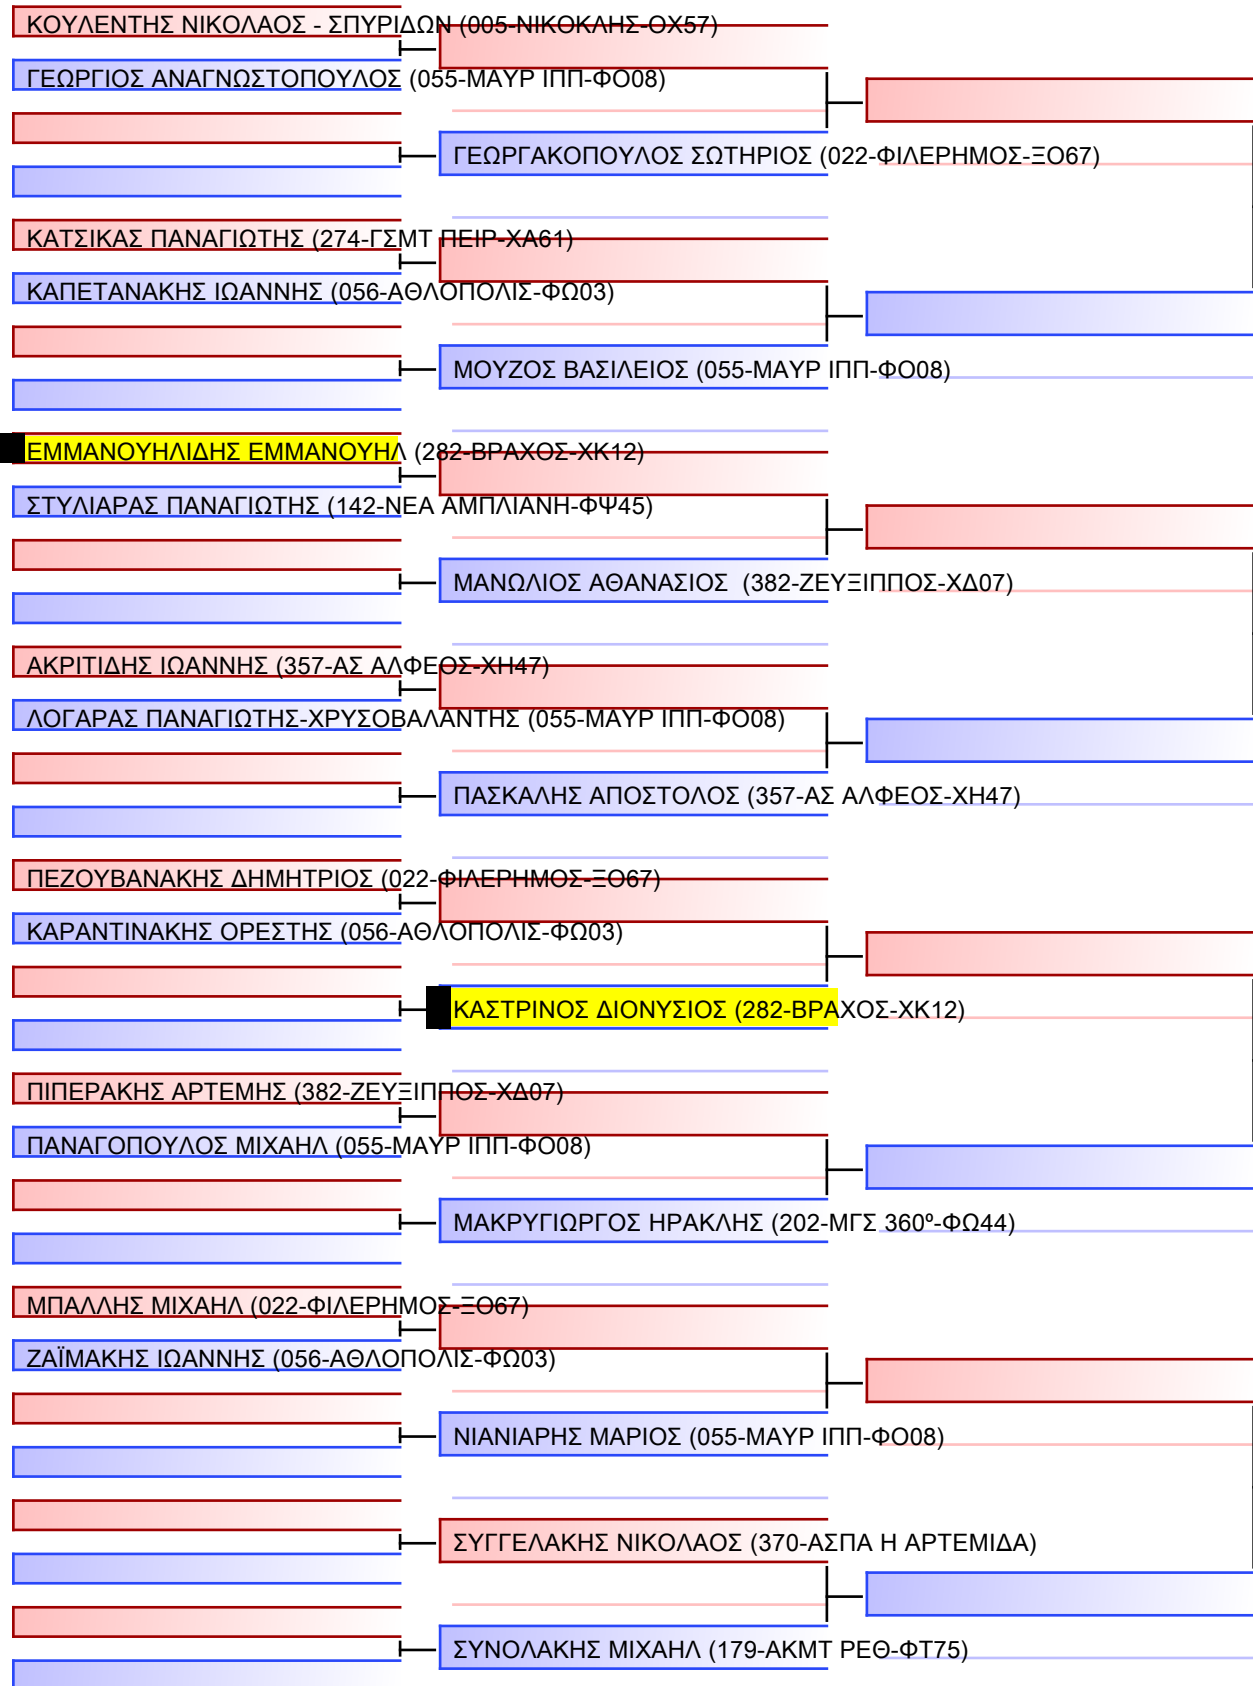 ΚΟΥΛΕΝΤΗΣ ΝΙΚΟΛΑΟΣ - ΣΠΥΡΙΔΩΝ (005-ΝΙΚΟΚΛΗΣ-ΟΧ57)
ΓΕΩΡΓΙΟΣ ΑΝΑΓΝΩΣΤΟΠΟΥΛΟΣ (055-ΜΑΥΡ ΙΠΠ-ΦΟ08)
ΓΕΩΡΓΑΚΟΠΟΥΛΟΣ ΣΩΤΗΡΙΟΣ (022-ΦΙΛΕΡΗΜΟΣ-ΞΟ67)
ΚΑΤΣΙΚΑΣ ΠΑΝΑΓΙΩΤΗΣ (274-ΓΣΜΤ ΠΕΙΡ-ΧΑ61)
ΚΑΠΕΤΑΝΑΚΗΣ ΙΩΑΝΝΗΣ (056-ΑΘΛΟΠΟΛΙΣ-ΦΩ03)
ΜΟΥΖΟΣ ΒΑΣΙΛΕΙΟΣ (055-ΜΑΥΡ ΙΠΠ-ΦΟ08)
ΕΜΜΑΝΟΥΗΛΙΔΗΣ ΕΜΜΑΝΟΥΗΛ (282-ΒΡΑΧΟΣ-ΧΚ12)
ΣΤΥΛΙΑΡΑΣ ΠΑΝΑΓΙΩΤΗΣ (142-ΝΕΑ ΑΜΠΛΙΑΝΗ-ΦΨ45)
ΜΑΝΩΛΙΟΣ ΑΘΑΝΑΣΙΟΣ (382-ΖΕΥΞΙΠΠΟΣ-ΧΔ07)
ΑΚΡΙΤΙΔΗΣ ΙΩΑΝΝΗΣ (357-ΑΣ ΑΛΦΕΟΣ-ΧΗ47)
ΛΟΓΑΡΑΣ ΠΑΝΑΓΙΩΤΗΣ-ΧΡΥΣΟΒΑΛΑΝΤΗΣ (055-ΜΑΥΡ ΙΠΠ-ΦΟ08)
ΠΑΣΚΑΛΗΣ ΑΠΟΣΤΟΛΟΣ (357-ΑΣ ΑΛΦΕΟΣ-ΧΗ47)
ΠΕΖΟΥΒΑΝΑΚΗΣ ΔΗΜΗΤΡΙΟΣ (022-ΦΙΛΕΡΗΜΟΣ-ΞΟ67)
ΚΑΡΑΝΤΙΝΑΚΗΣ ΟΡΕΣΤΗΣ (056-ΑΘΛΟΠΟΛΙΣ-ΦΩ03)
ΚΑΣΤΡΙΝΟΣ ΔΙΟΝΥΣΙΟΣ (282-ΒΡΑΧΟΣ-ΧΚ12)
ΠΙΠΕΡΑΚΗΣ ΑΡΤΕΜΗΣ (382-ΖΕΥΞΙΠΠΟΣ-ΧΔ07)
ΠΑΝΑΓΟΠΟΥΛΟΣ ΜΙΧΑΗΛ (055-ΜΑΥΡ ΙΠΠ-ΦΟ08)
ΜΑΚΡΥΓΙΩΡΓΟΣ ΗΡΑΚΛΗΣ (202-ΜΓΣ 360º-ΦΩ44)
ΜΠΑΛΛΗΣ ΜΙΧΑΗΛ (022-ΦΙΛΕΡΗΜΟΣ-ΞΟ67)
ΖΑΪΜΑΚΗΣ ΙΩΑΝΝΗΣ (056-ΑΘΛΟΠΟΛΙΣ-ΦΩ03)
ΝΙΑΝΙΑΡΗΣ ΜΑΡΙΟΣ (055-ΜΑΥΡ ΙΠΠ-ΦΟ08)
ΣΥΓΓΕΛΑΚΗΣ ΝΙΚΟΛΑΟΣ (370-ΑΣΠΑ Η ΑΡΤΕΜΙΔΑ)
ΣΥΝΟΛΑΚΗΣ ΜΙΧΑΗΛ (179-ΑΚΜΤ ΡΕΘ-ΦΤ75)